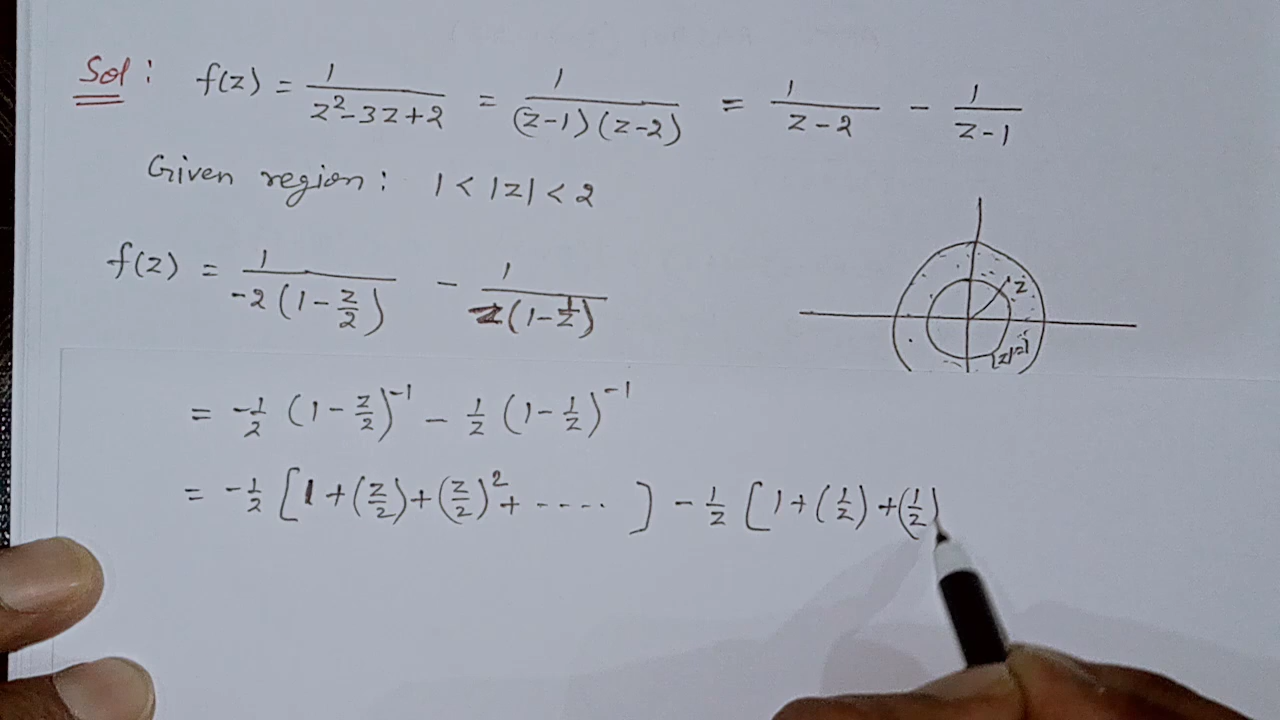 Sol: f(z) = 1/(z²-3z+2) = 1/((z-1)(z-2)) = 1/(z-2) - 1/(z-1)
Given region: 1 < |z| < 2
f(z) = 1/(-2(1-z/2)) - 1/(z(1-1/z))
z
|z|=1
= -1/2 (1-z/2)⁻¹ - 1/z (1-1/z)⁻¹
= -1/2 [1+(z/2)+(z/2)²+ ----.. ] - 1/z [1+(1/z)+(1/z)